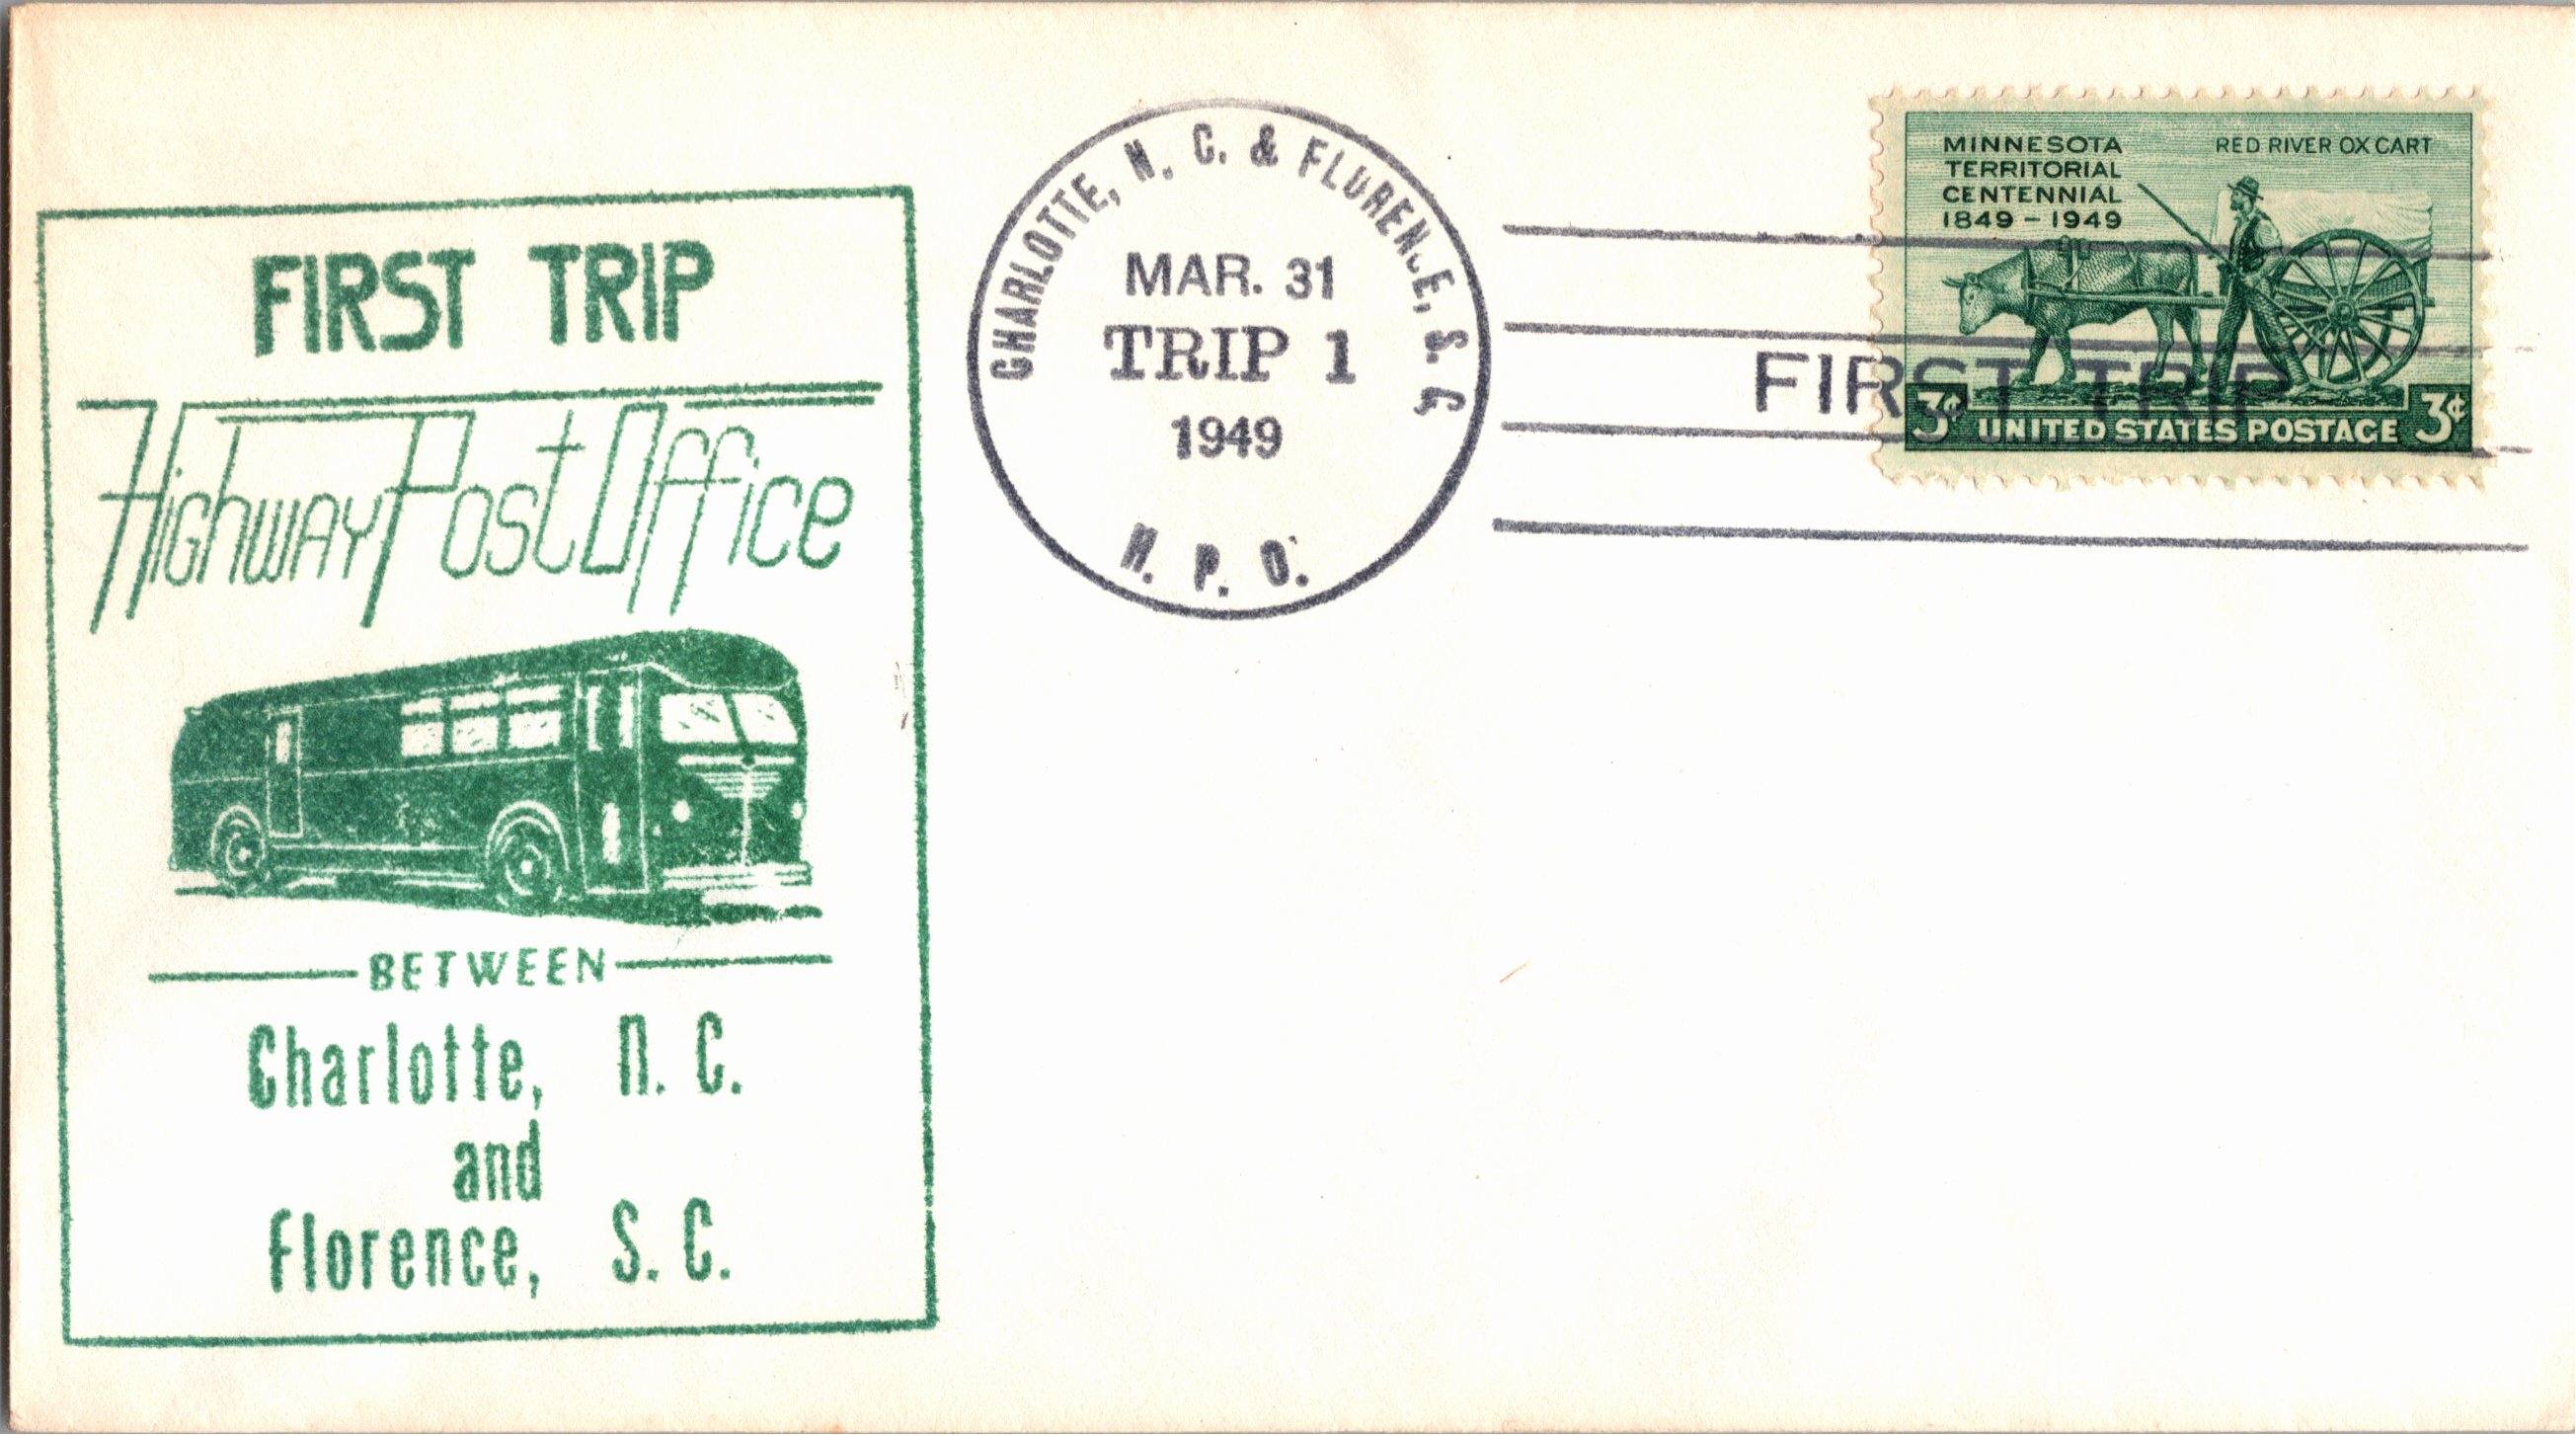 FIRST TRIP
Highway Post Office
BETWEEN
Charlotte, N. C.
and
Florence, S. C.
CHARLOTTE, N. C. & FLORENCE, S. C.
MAR. 31
TRIP 1
1949
H. P. O.
FIRST TRIP
MINNESOTA
TERRITORIAL
CENTENNIAL
1849 - 1949
RED RIVER OX CART
3¢ UNITED STATES POSTAGE 3¢